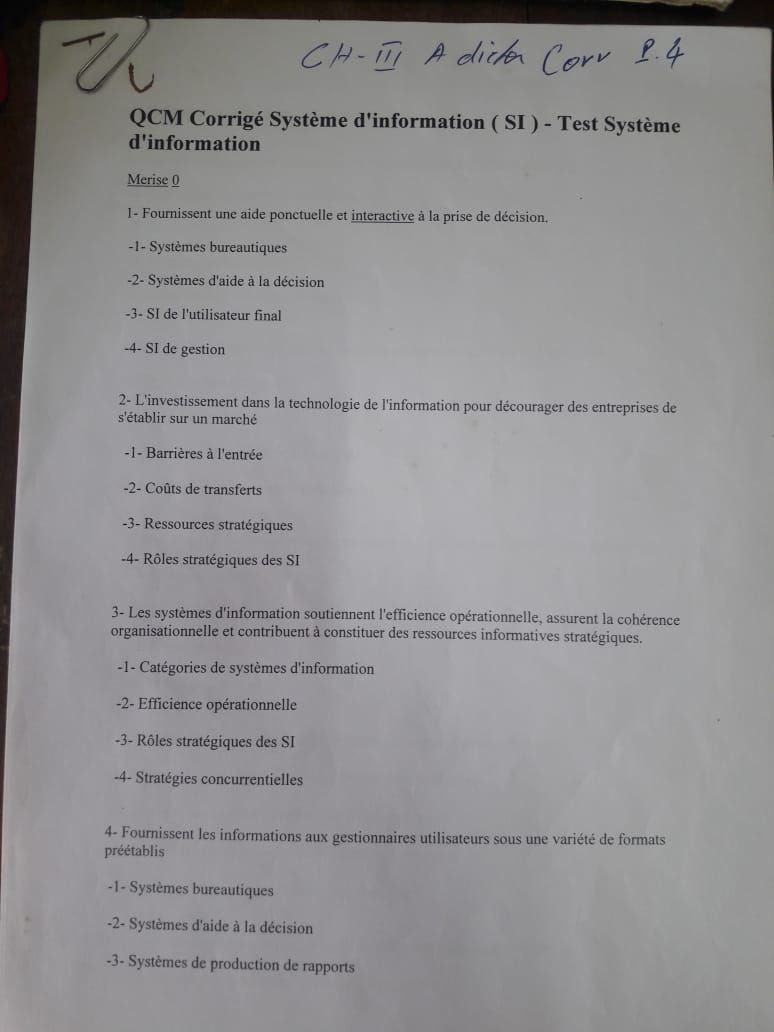 CH-III A dicter Corr P.4
QCM Corrigé Système d'information ( SI ) - Test Système
d'information
Merise 0
1- Fournissent une aide ponctuelle et interactive à la prise de décision.
-1- Systèmes bureautiques
-2- Systèmes d'aide à la décision
-3- SI de l'utilisateur final
-4- SI de gestion
2- L'investissement dans la technologie de l'information pour décourager des entreprises de
s'établir sur un marché
-1- Barrières à l'entrée
-2- Coûts de transferts
-3- Ressources stratégiques
-4- Rôles stratégiques des SI
3- Les systèmes d'information soutiennent l'efficience opérationnelle, assurent la cohérence
organisationnelle et contribuent à constituer des ressources informatives stratégiques.
-1- Catégories de systèmes d'information
-2- Efficience opérationnelle
-3- Rôles stratégiques des SI
-4- Stratégies concurrentielles
4- Fournissent les informations aux gestionnaires utilisateurs sous une variété de formats
préétablis
-1- Systèmes bureautiques
-2- Systèmes d'aide à la décision
-3- Systèmes de production de rapports